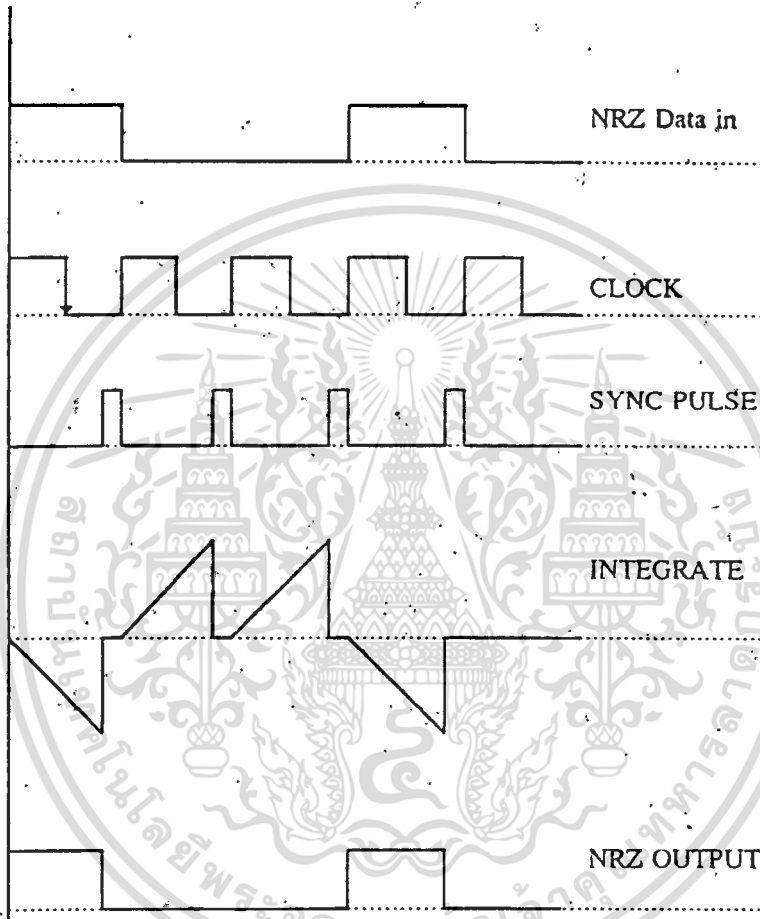 NRZ Data in
CLOCK
SYNC PULSE
INTEGRATE
NRZ OUTPUT